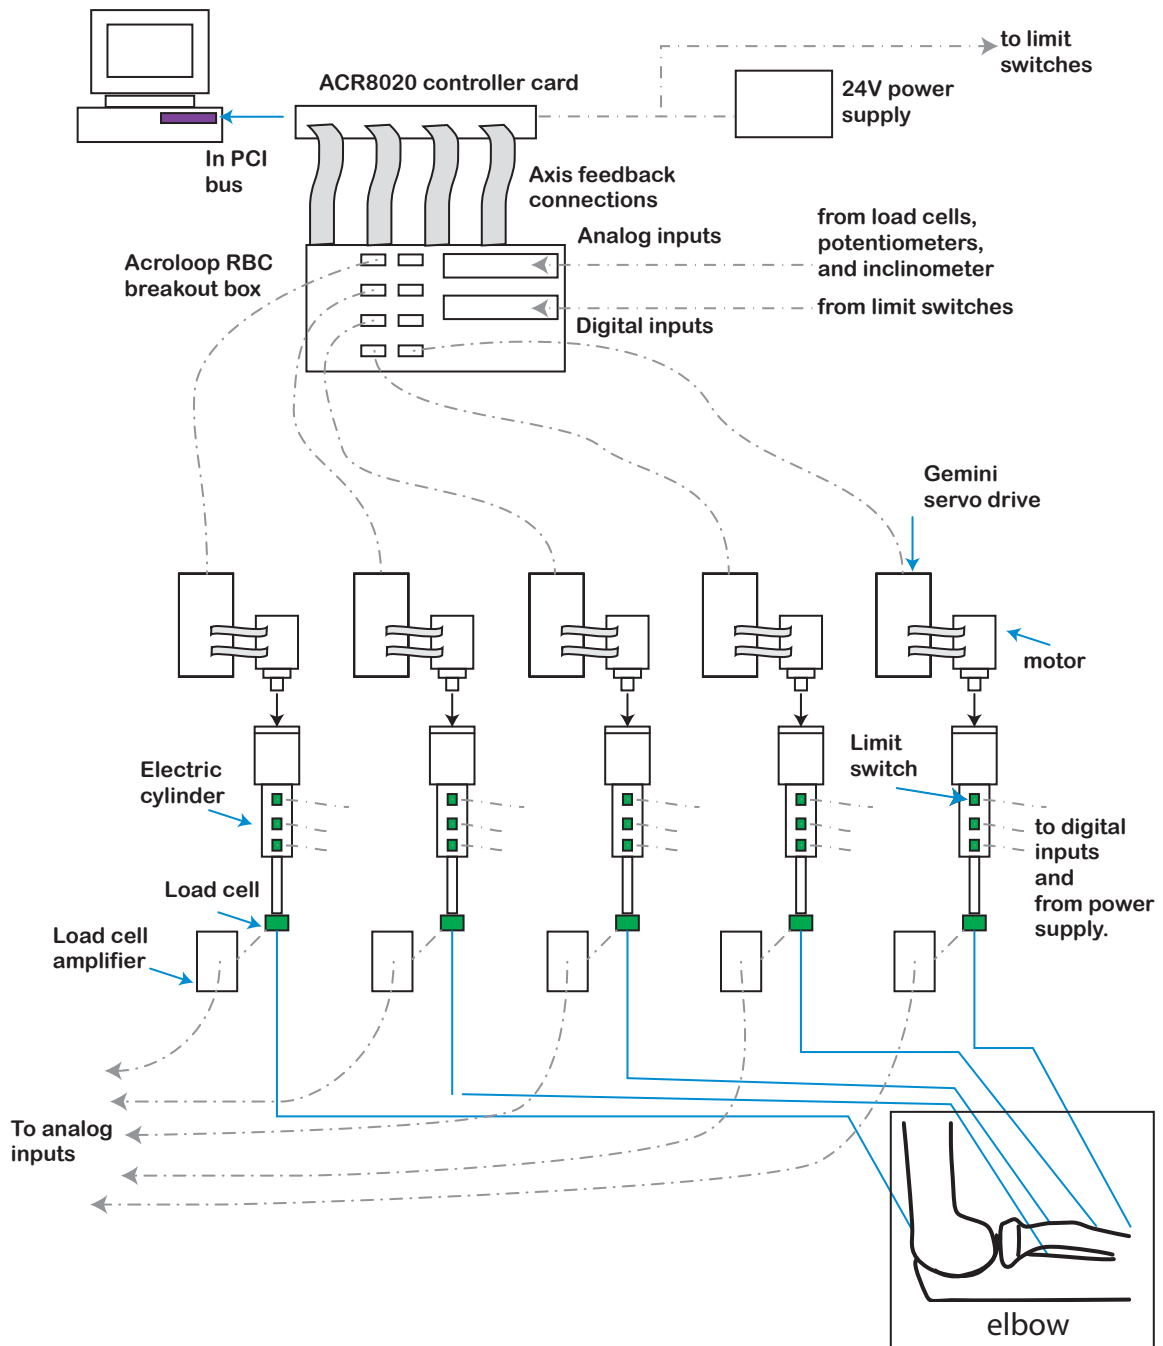 to limit
switches
ACR8020 controller card
24V power
supply
In PCI
bus
Axis feedback
connections
from load cells,
potentiometers,
and inclinometer
Analog inputs
Acroloop RBC
breakout box
from limit switches
Digital inputs
Gemini
servo drive
motor
Limit
switch
Electric
cylinder
to digital
inputs
and
from power
supply.
Load cell
Load cell
amplifier
To analog
inputs
elbow